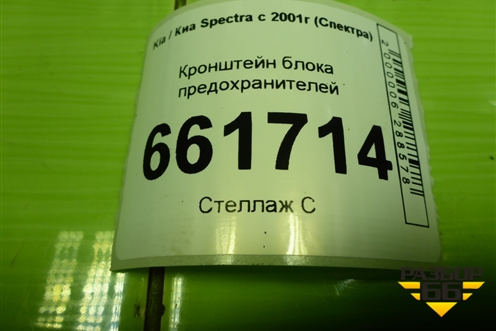 Kia / Киа Spectra с 2001г (Спектра)
Кронштейн блока
предохранителей
661714
Стеллаж С
2000006288578
РАЗБОР
66